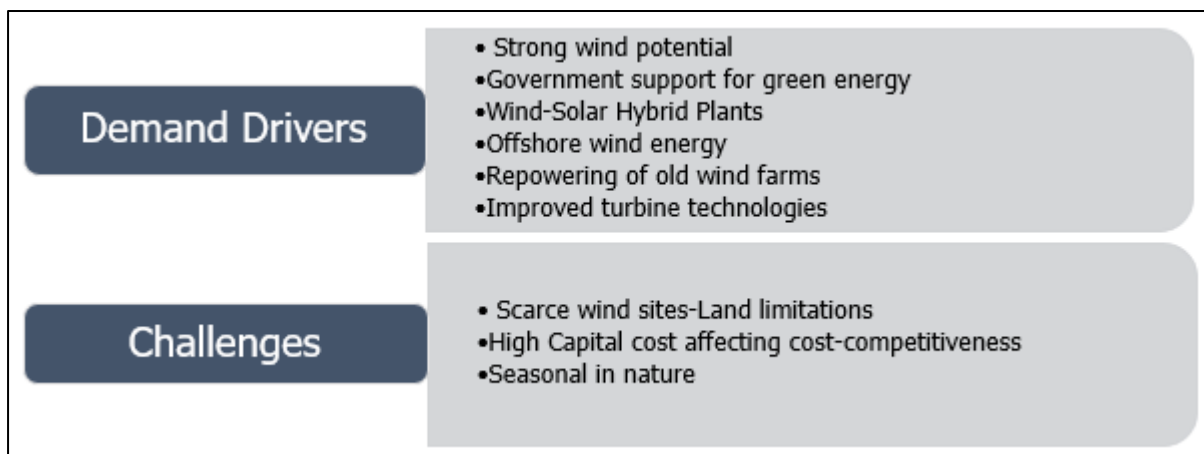 Demand Drivers
• Strong wind potential
•Government support for green energy
•Wind-Solar Hybrid Plants
•Offshore wind energy
•Repowering of old wind farms
•Improved turbine technologies
Challenges
• Scarce wind sites-Land limitations
•High Capital cost affecting cost-competitiveness
•Seasonal in nature